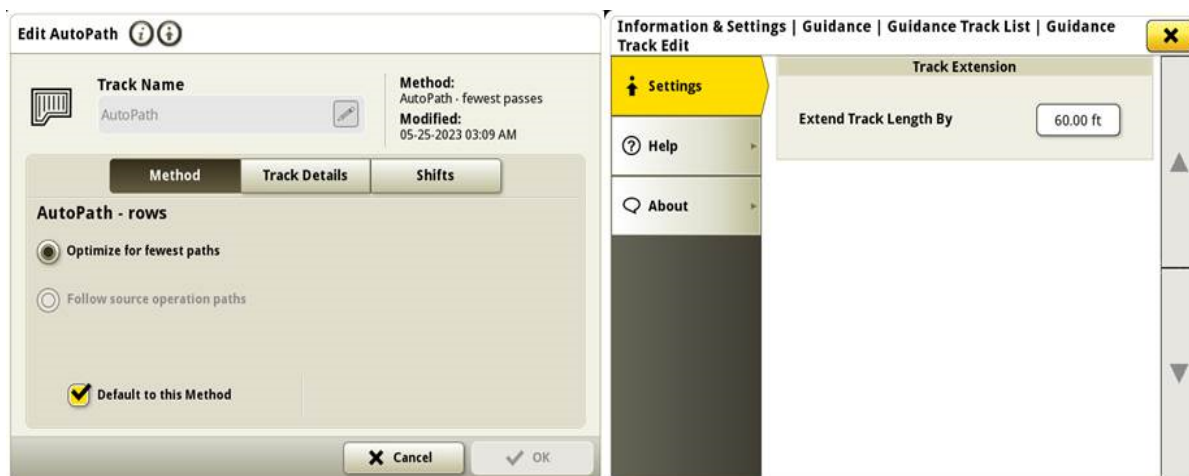 Edit AutoPath
Track Name
AutoPath
Method:
AutoPath - fewest passes
Modified:
05-25-2023 03:09 AM
Method
Track Details
Shifts
AutoPath - rows
Optimize for fewest paths
Follow source operation paths
Default to this Method
Cancel
OK
Information & Settings | Guidance | Guidance Track List | Guidance
Track Edit
Settings
Help
About
Track Extension
Extend Track Length By
60.00 ft